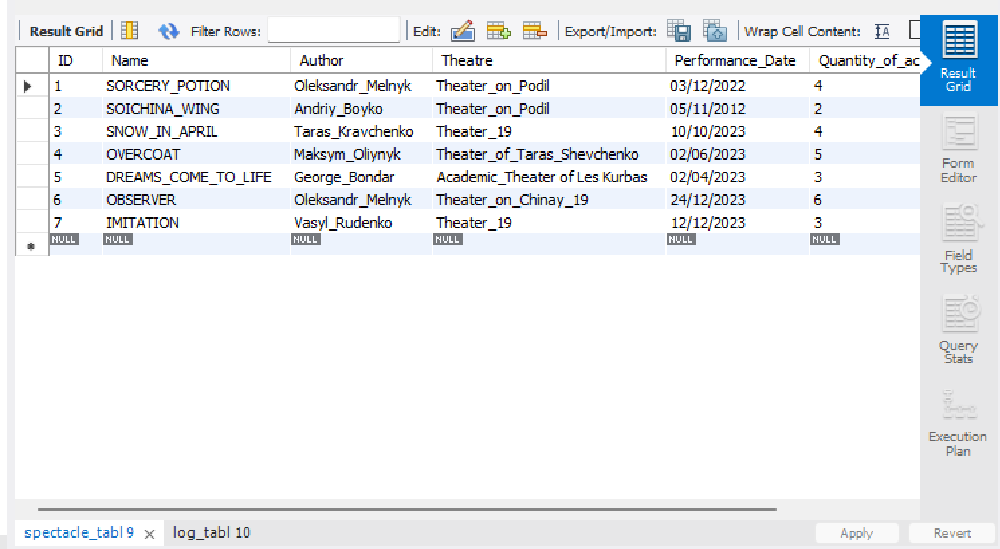 Result Grid Filter Rows: Edit: Export/Import: Wrap Cell Content:
ID Name Author Theatre Performance_Date Quantity_of_ac
1 SORCERY_POTION Oleksandr_Melnyk Theater_on_Podil 03/12/2022 4
2 SOICHINA_WING Andriy_Boyko Theater_on_Podil 05/11/2012 2
3 SNOW_IN_APRIL Taras_Kravchenko Theater_19 10/10/2023 4
4 OVERCOAT Maksym_Oliynyk Theater_of_Taras_Shevchenko 02/06/2023 5
5 DREAMS_COME_TO_LIFE George_Bondar Academic_Theater of Les Kurbas 02/04/2023 3
6 OBSERVER Oleksandr_Melnyk Theater_on_Chinay_19 24/12/2023 6
7 IMITATION Vasyl_Rudenko Theater_19 12/12/2023 3
NULL NULL NULL NULL NULL NULL
Result
Grid
Form
Editor
Field
Types
Query
Stats
Execution
Plan
spectacle_tabl 9 log_tabl 10 Apply Revert